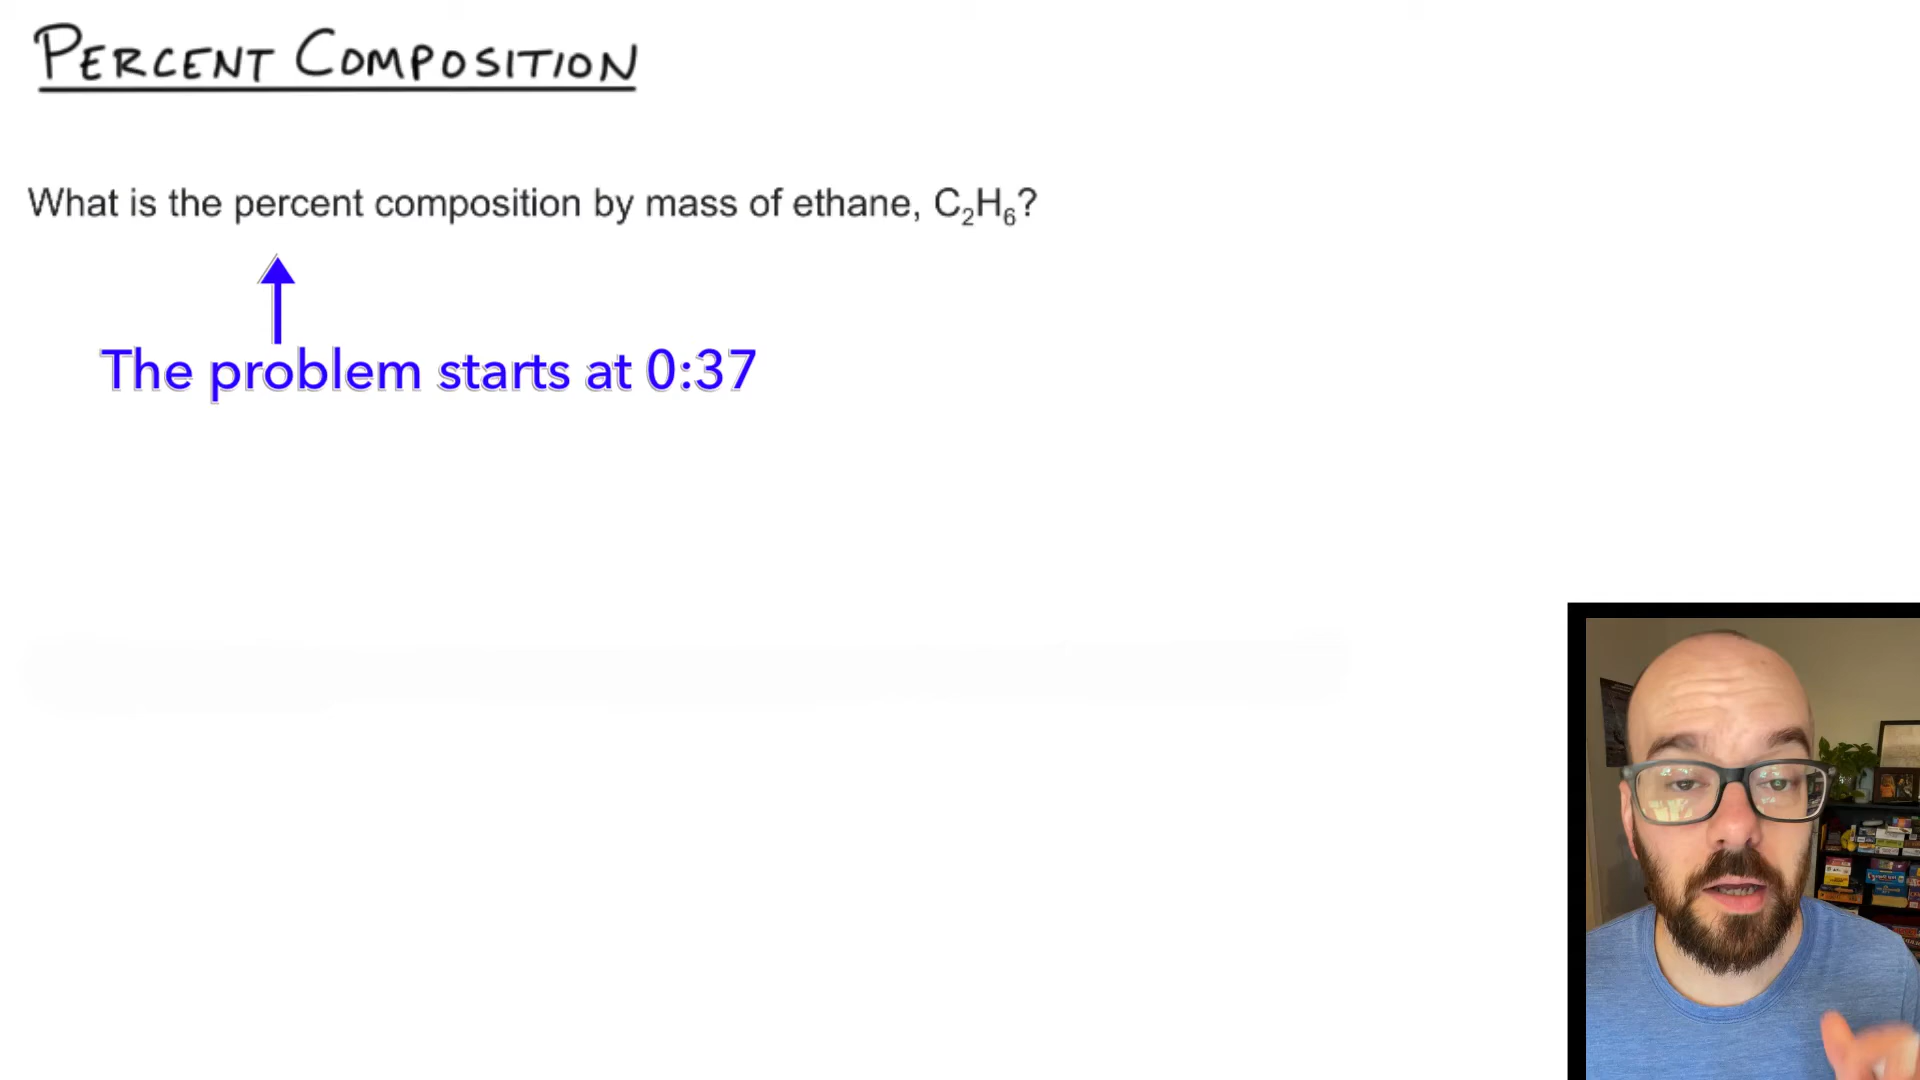 PERCENT COMPOSITION
What is the percent composition by mass of ethane, C₂H₆?
The problem starts at 0:37